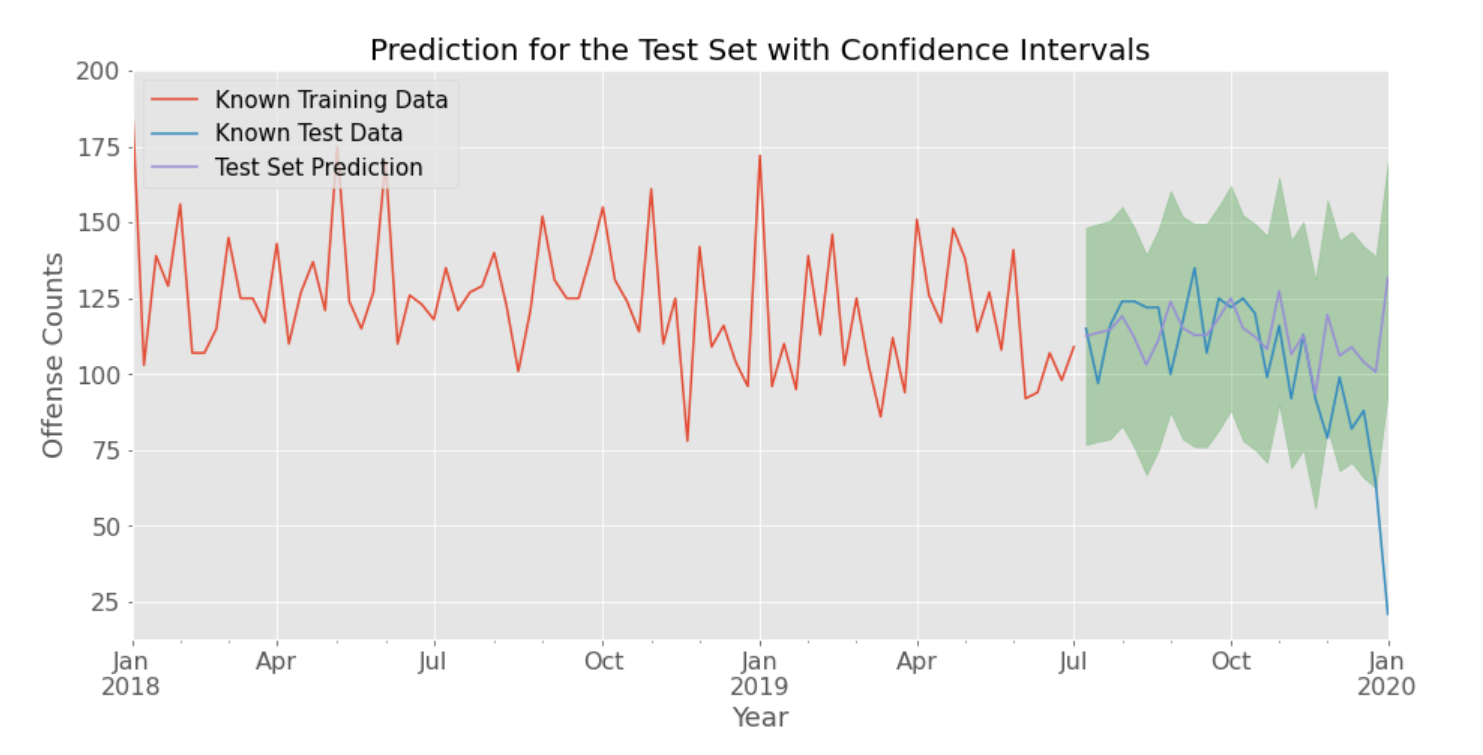 Prediction for the Test Set with Confidence Intervals
200
175
150
125
100
75
50
25
Offense Counts
Known Training Data
Known Test Data
Test Set Prediction
Jan Apr Jul Oct Jan Apr Jul Oct Jan
2018 2019 2020
Year